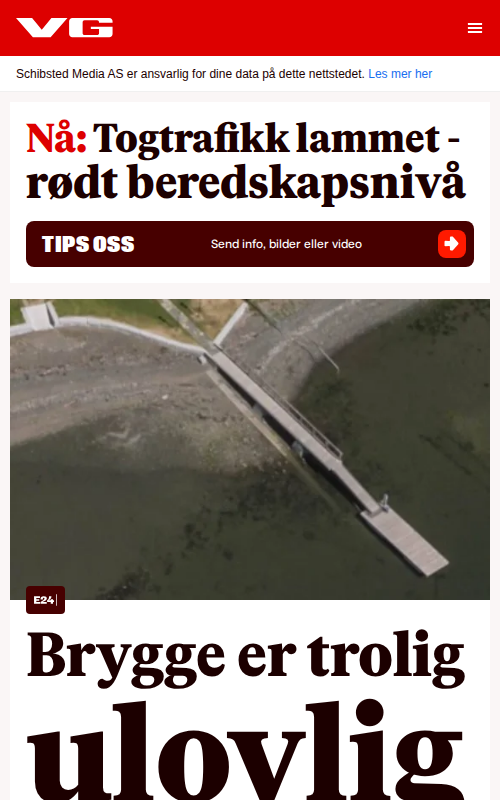 VG
Schibsted Media AS er ansvarlig for dine data på dette nettstedet. Les mer her
Nå: Togtrafikk lammet -
rødt beredskapsnivå
TIPS OSS Send info, bilder eller video
E24
Brygge er trolig
ulovlig